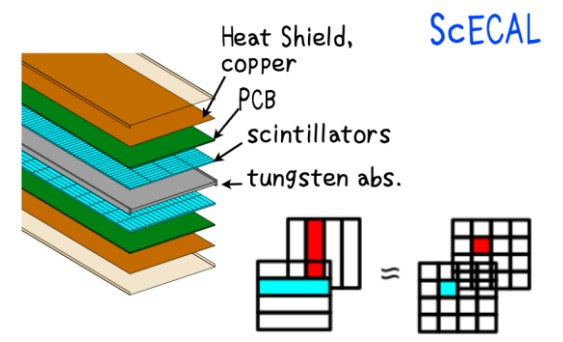 ScECAL
Heat Shield,
copper
PCB
scintillators
tungsten abs.
≈